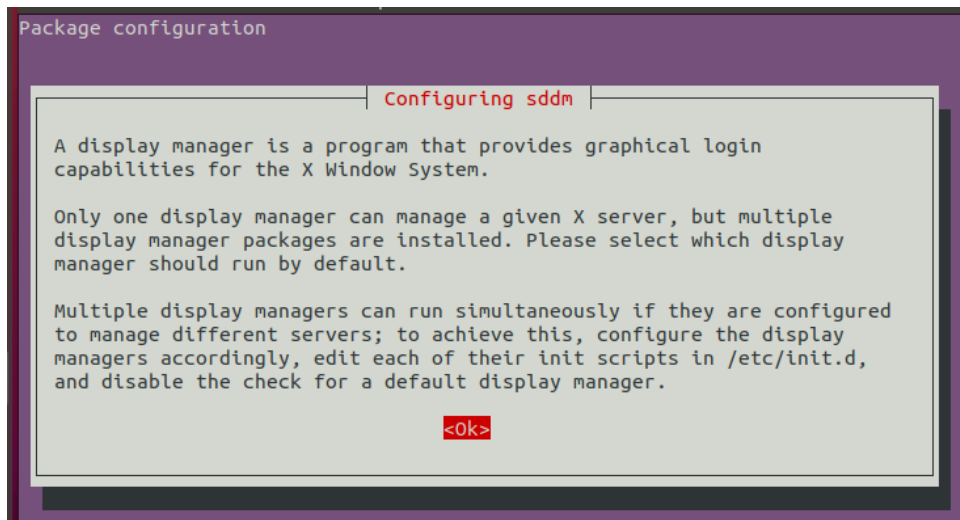 Package configuration
Configuring sddm
A display manager is a program that provides graphical login
capabilities for the X Window System.
Only one display manager can manage a given X server, but multiple
display manager packages are installed. Please select which display
manager should run by default.
Multiple display managers can run simultaneously if they are configured
to manage different servers; to achieve this, configure the display
managers accordingly, edit each of their init scripts in /etc/init.d,
and disable the check for a default display manager.
<Ok>